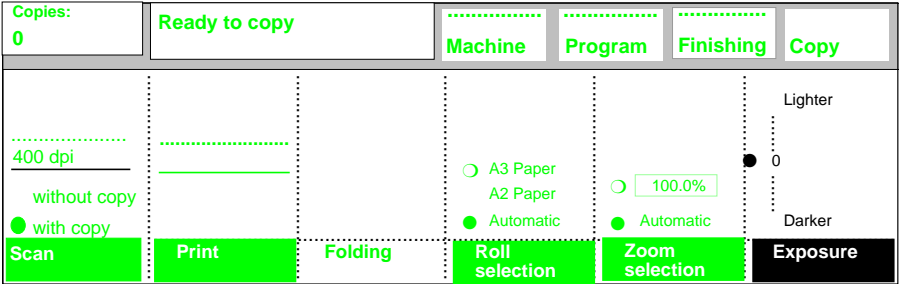 Copies:
0
Ready to copy
Machine
Program
Finishing
Copy
400 dpi
without copy
with copy
Scan
Print
Folding
A3 Paper
A2 Paper
Automatic
Roll
selection
100.0%
Automatic
Zoom
selection
Lighter
0
Darker
Exposure